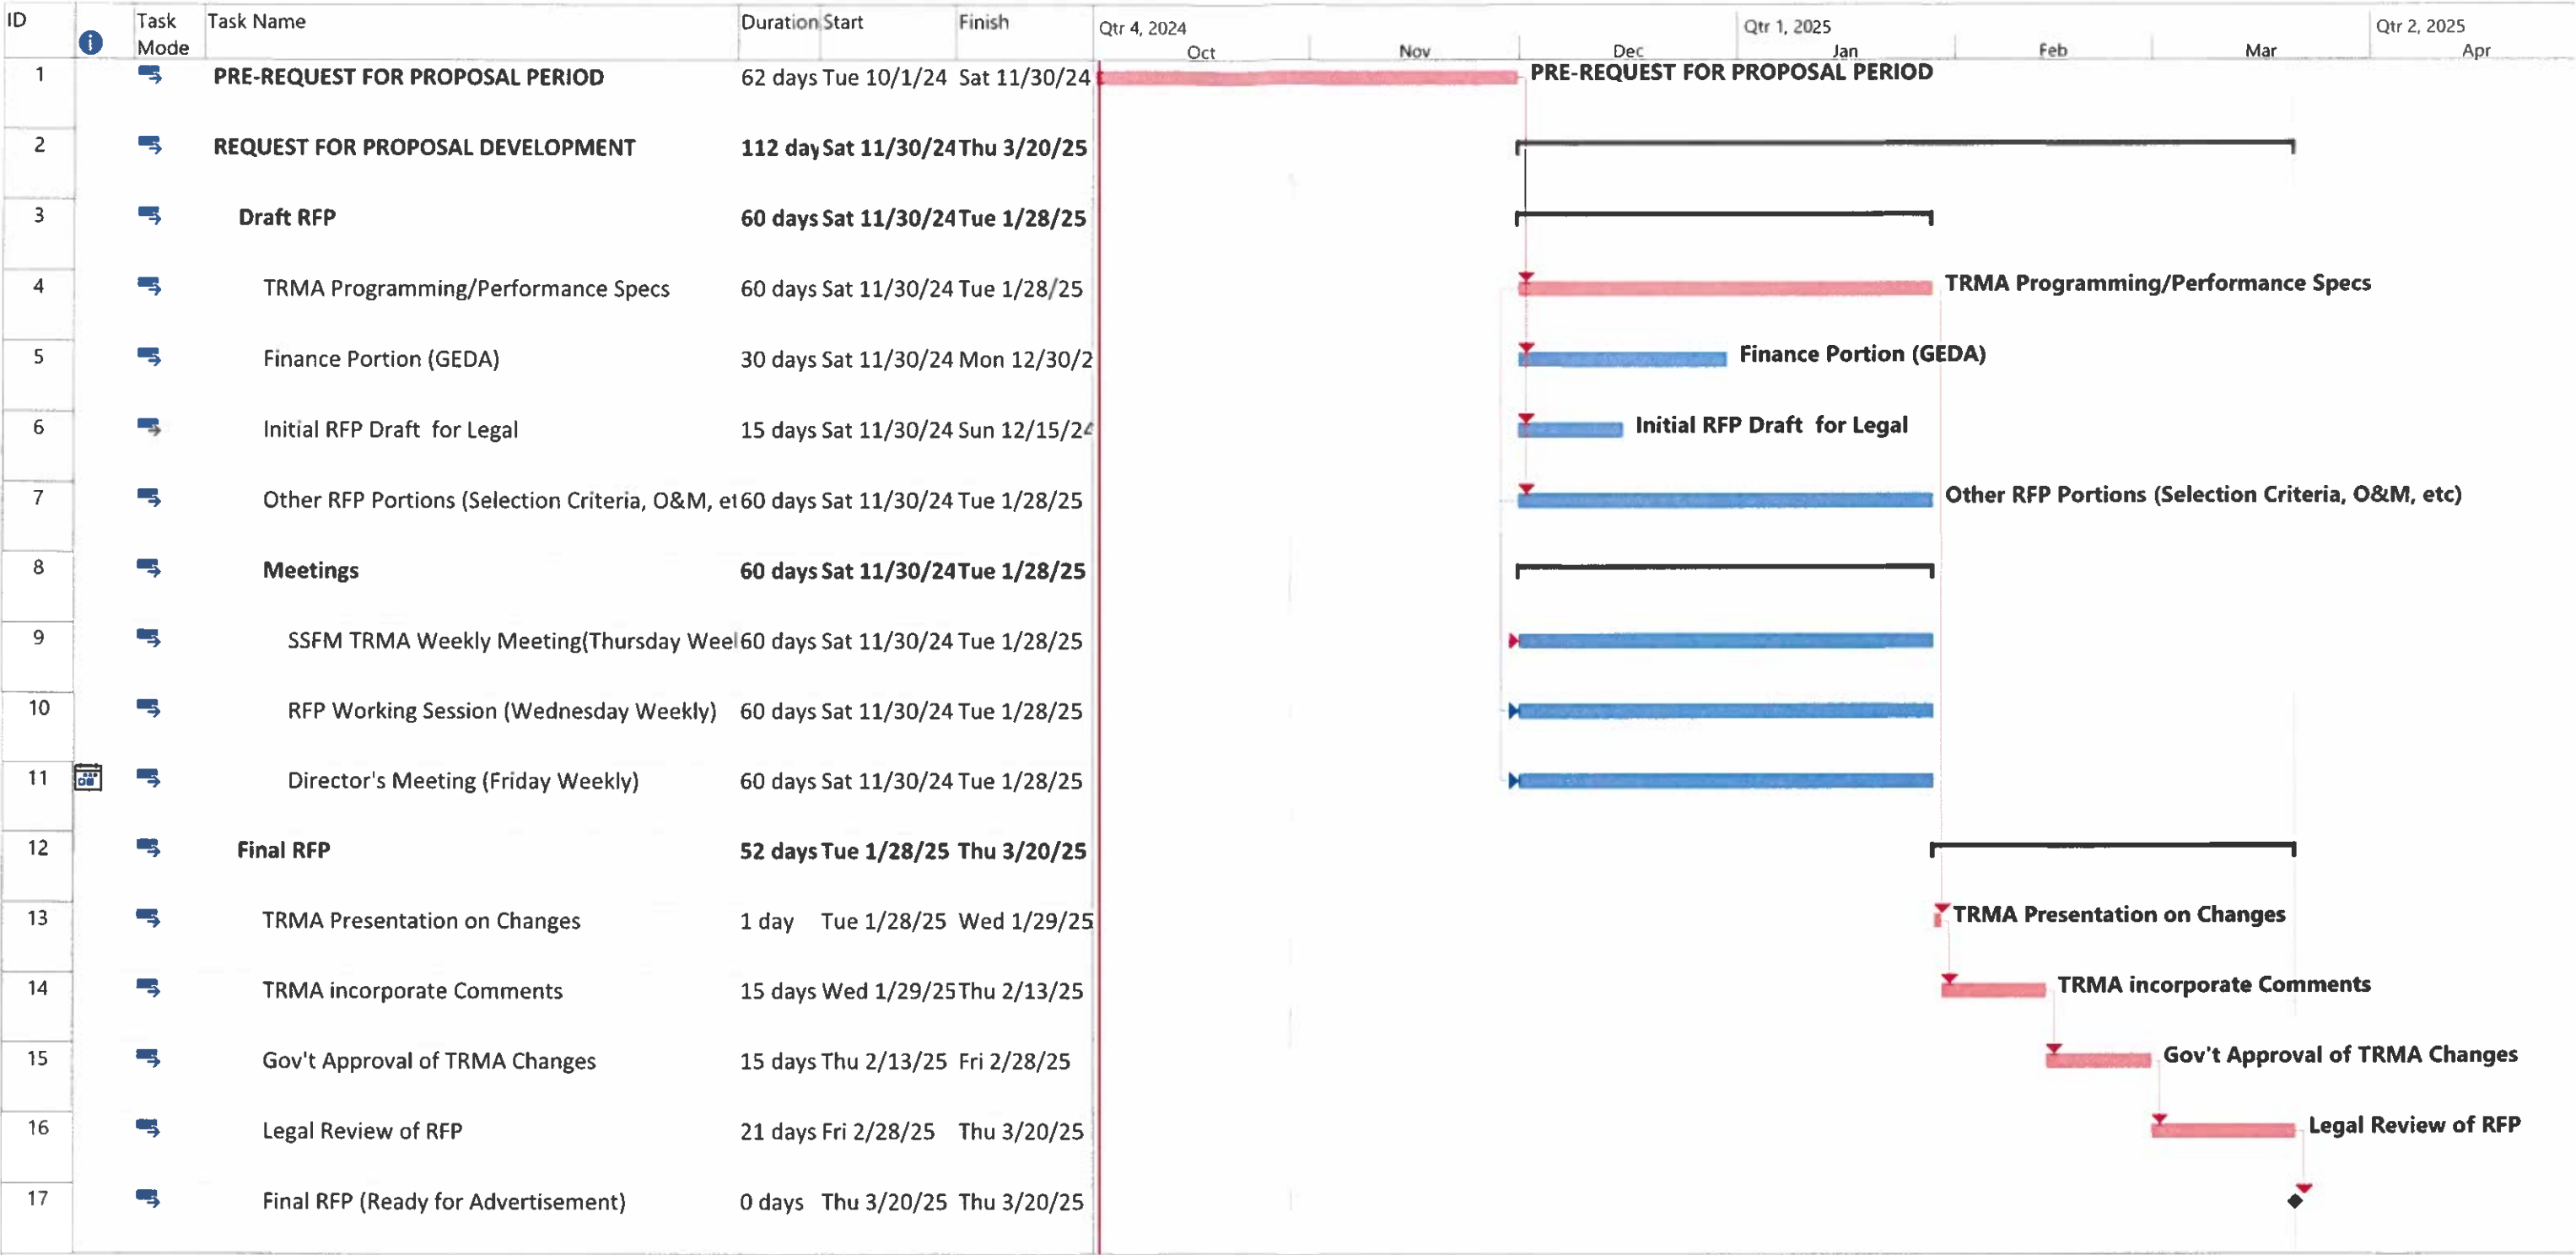 ID Task Mode Task Name Duration Start Finish Qtr 4, 2024 Qtr 1, 2025 Qtr 2, 2025
Oct Nov Dec Jan Feb Mar Apr
1 PRE-REQUEST FOR PROPOSAL PERIOD 62 days Tue 10/1/24 Sat 11/30/24 PRE-REQUEST FOR PROPOSAL PERIOD
2 REQUEST FOR PROPOSAL DEVELOPMENT 112 day Sat 11/30/24 Thu 3/20/25
3 Draft RFP 60 days Sat 11/30/24 Tue 1/28/25
4 TRMA Programming/Performance Specs 60 days Sat 11/30/24 Tue 1/28/25 TRMA Programming/Performance Specs
5 Finance Portion (GEDA) 30 days Sat 11/30/24 Mon 12/30/2 Finance Portion (GEDA)
6 Initial RFP Draft for Legal 15 days Sat 11/30/24 Sun 12/15/24 Initial RFP Draft for Legal
7 Other RFP Portions (Selection Criteria, O&M, et 60 days Sat 11/30/24 Tue 1/28/25 Other RFP Portions (Selection Criteria, O&M, etc)
8 Meetings 60 days Sat 11/30/24 Tue 1/28/25
9 SSFM TRMA Weekly Meeting(Thursday Weel 60 days Sat 11/30/24 Tue 1/28/25
10 RFP Working Session (Wednesday Weekly) 60 days Sat 11/30/24 Tue 1/28/25
11 Director's Meeting (Friday Weekly) 60 days Sat 11/30/24 Tue 1/28/25
12 Final RFP 52 days Tue 1/28/25 Thu 3/20/25
13 TRMA Presentation on Changes 1 day Tue 1/28/25 Wed 1/29/25 TRMA Presentation on Changes
14 TRMA incorporate Comments 15 days Wed 1/29/25 Thu 2/13/25 TRMA incorporate Comments
15 Gov't Approval of TRMA Changes 15 days Thu 2/13/25 Fri 2/28/25 Gov't Approval of TRMA Changes
16 Legal Review of RFP 21 days Fri 2/28/25 Thu 3/20/25 Legal Review of RFP
17 Final RFP (Ready for Advertisement) 0 days Thu 3/20/25 Thu 3/20/25